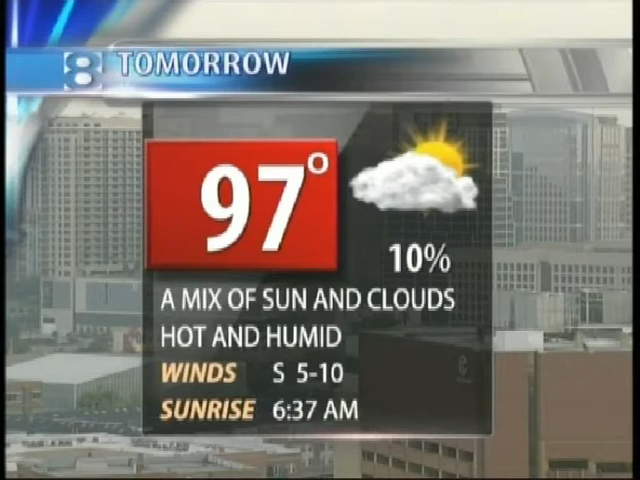 8 TOMORROW
97°
10%
A MIX OF SUN AND CLOUDS
HOT AND HUMID
WINDS S 5-10
SUNRISE 6:37 AM